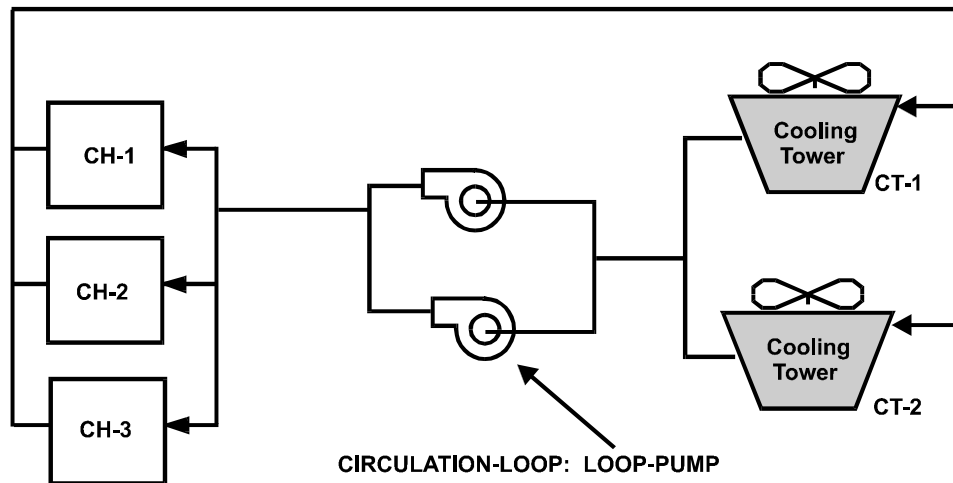 CH-1
CH-2
CH-3
Cooling
Tower
CT-1
Cooling
Tower
CT-2
CIRCULATION-LOOP: LOOP-PUMP